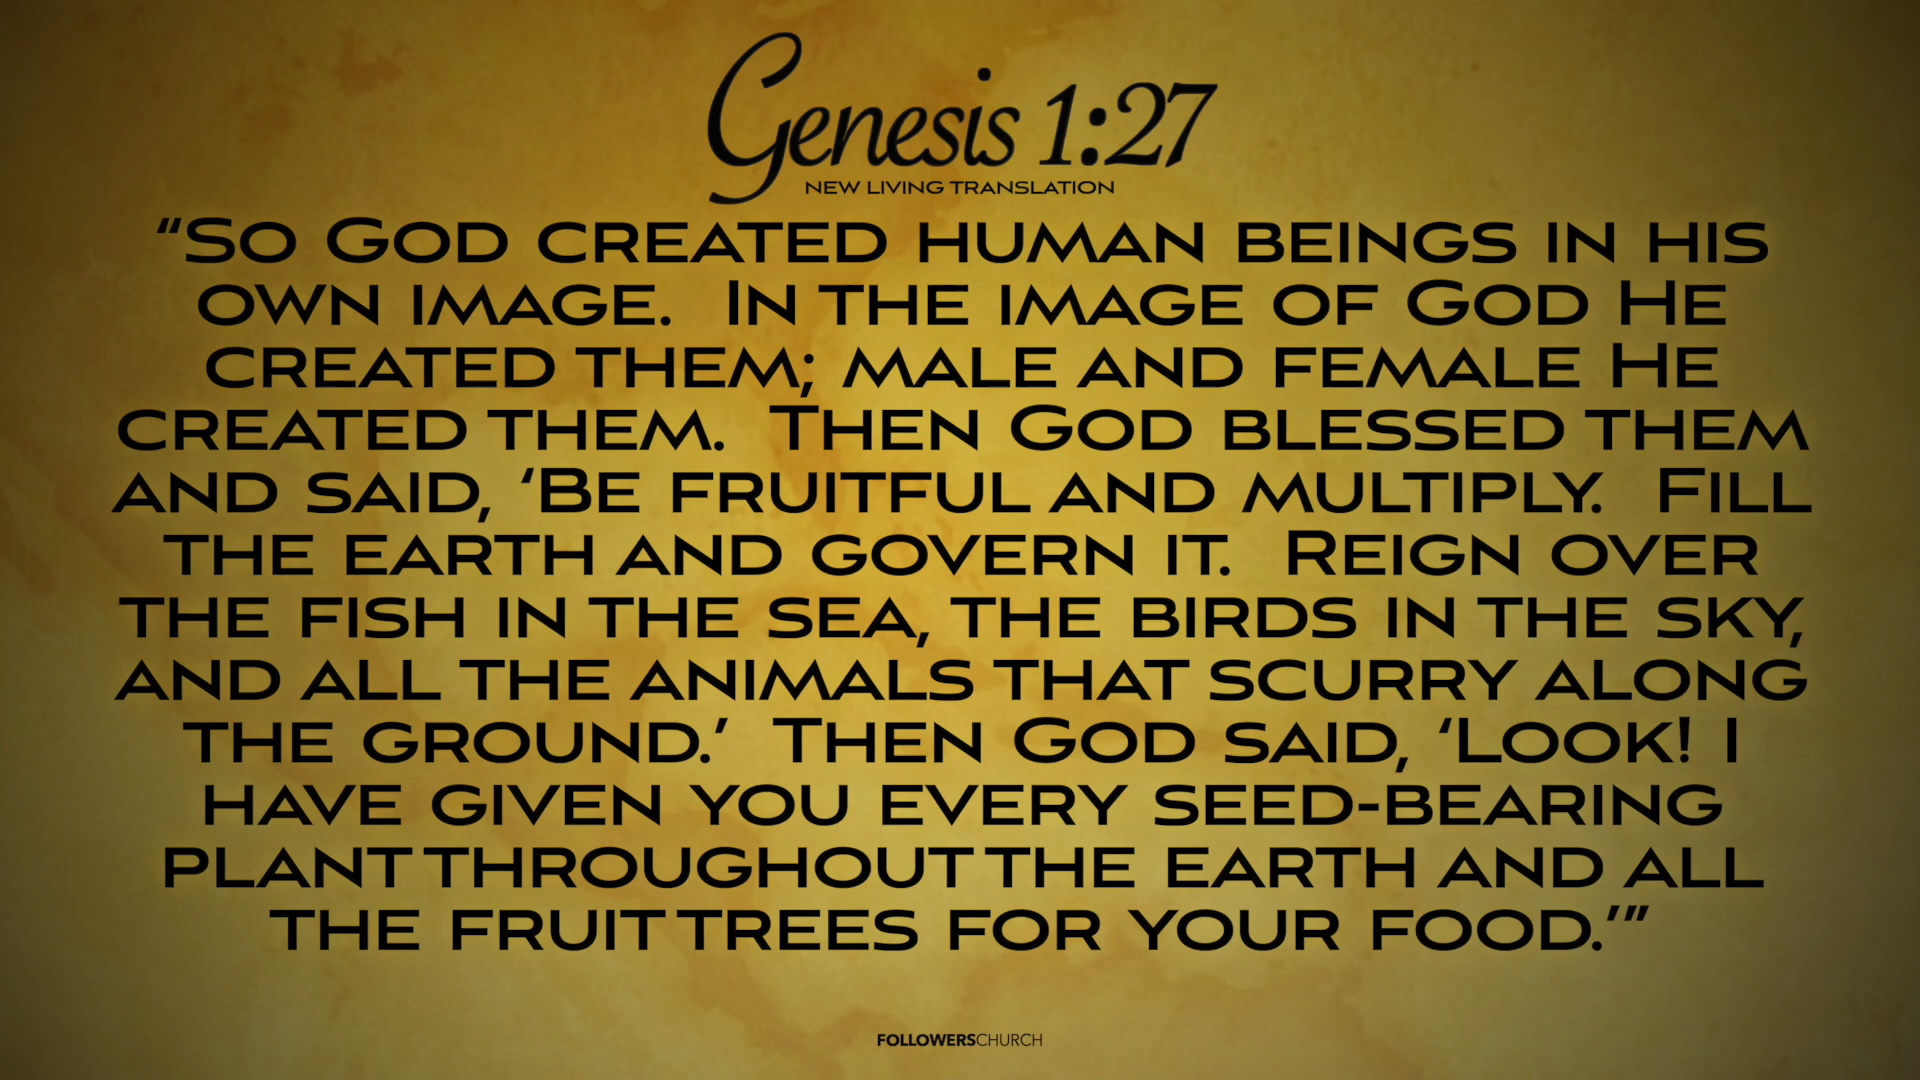 Genesis 1:27
NEW LIVING TRANSLATION
“So God created human beings in his
own image. In the image of God He
created them; male and female He
created them. Then God blessed them
and said, ‘Be fruitful and multiply. Fill
the earth and govern it. Reign over
the fish in the sea, the birds in the sky,
and all the animals that scurry along
the ground.’ Then God said, ‘Look! I
have given you every seed-bearing
plant throughout the earth and all
the fruit trees for your food.’”
FOLLOWERSCHURCH